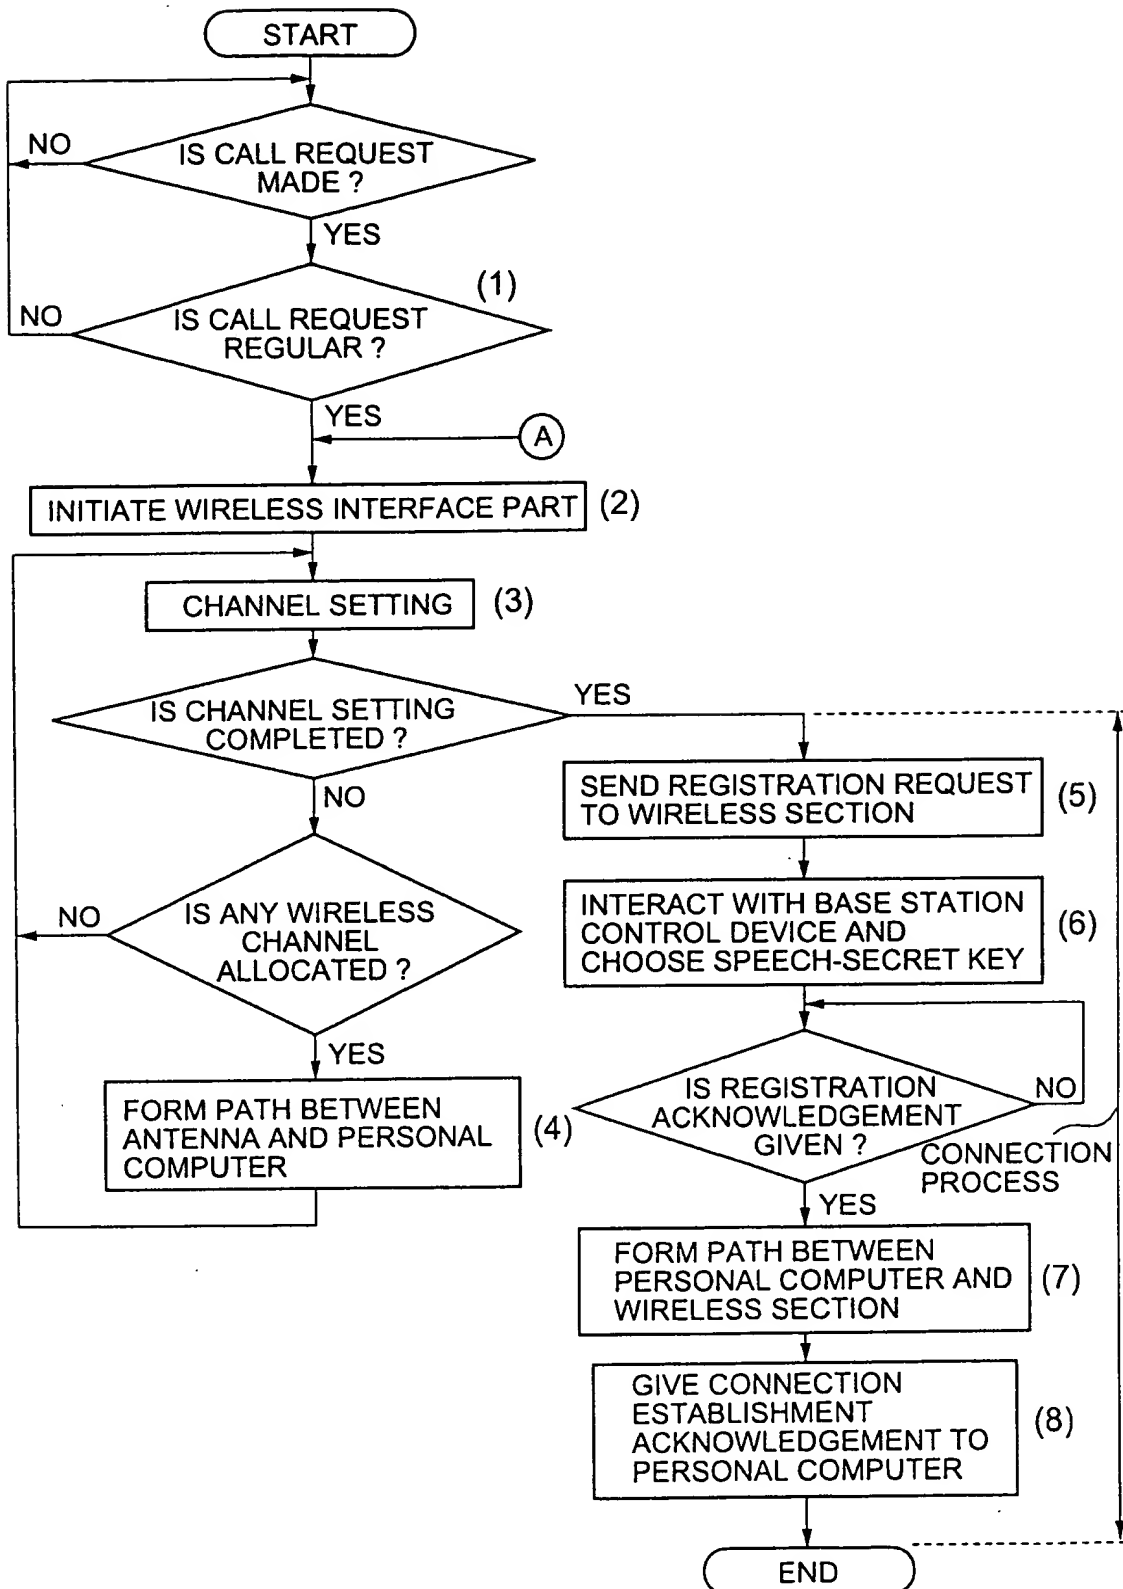 START
NO
IS CALL REQUEST
MADE ?
YES
(1)
NO
IS CALL REQUEST
REGULAR ?
YES
A
INITIATE WIRELESS INTERFACE PART
(2)
CHANNEL SETTING
(3)
IS CHANNEL SETTING
COMPLETED ?
YES
NO
NO
IS ANY WIRELESS
CHANNEL
ALLOCATED ?
YES
FORM PATH BETWEEN
ANTENNA AND PERSONAL
COMPUTER
(4)
SEND REGISTRATION REQUEST
TO WIRELESS SECTION
(5)
INTERACT WITH BASE STATION
CONTROL DEVICE AND
CHOOSE SPEECH-SECRET KEY
(6)
IS REGISTRATION
ACKNOWLEDGEMENT
GIVEN ?
NO
CONNECTION
PROCESS
YES
FORM PATH BETWEEN
PERSONAL COMPUTER AND
WIRELESS SECTION
(7)
GIVE CONNECTION
ESTABLISHMENT
ACKNOWLEDGEMENT TO
PERSONAL COMPUTER
(8)
END